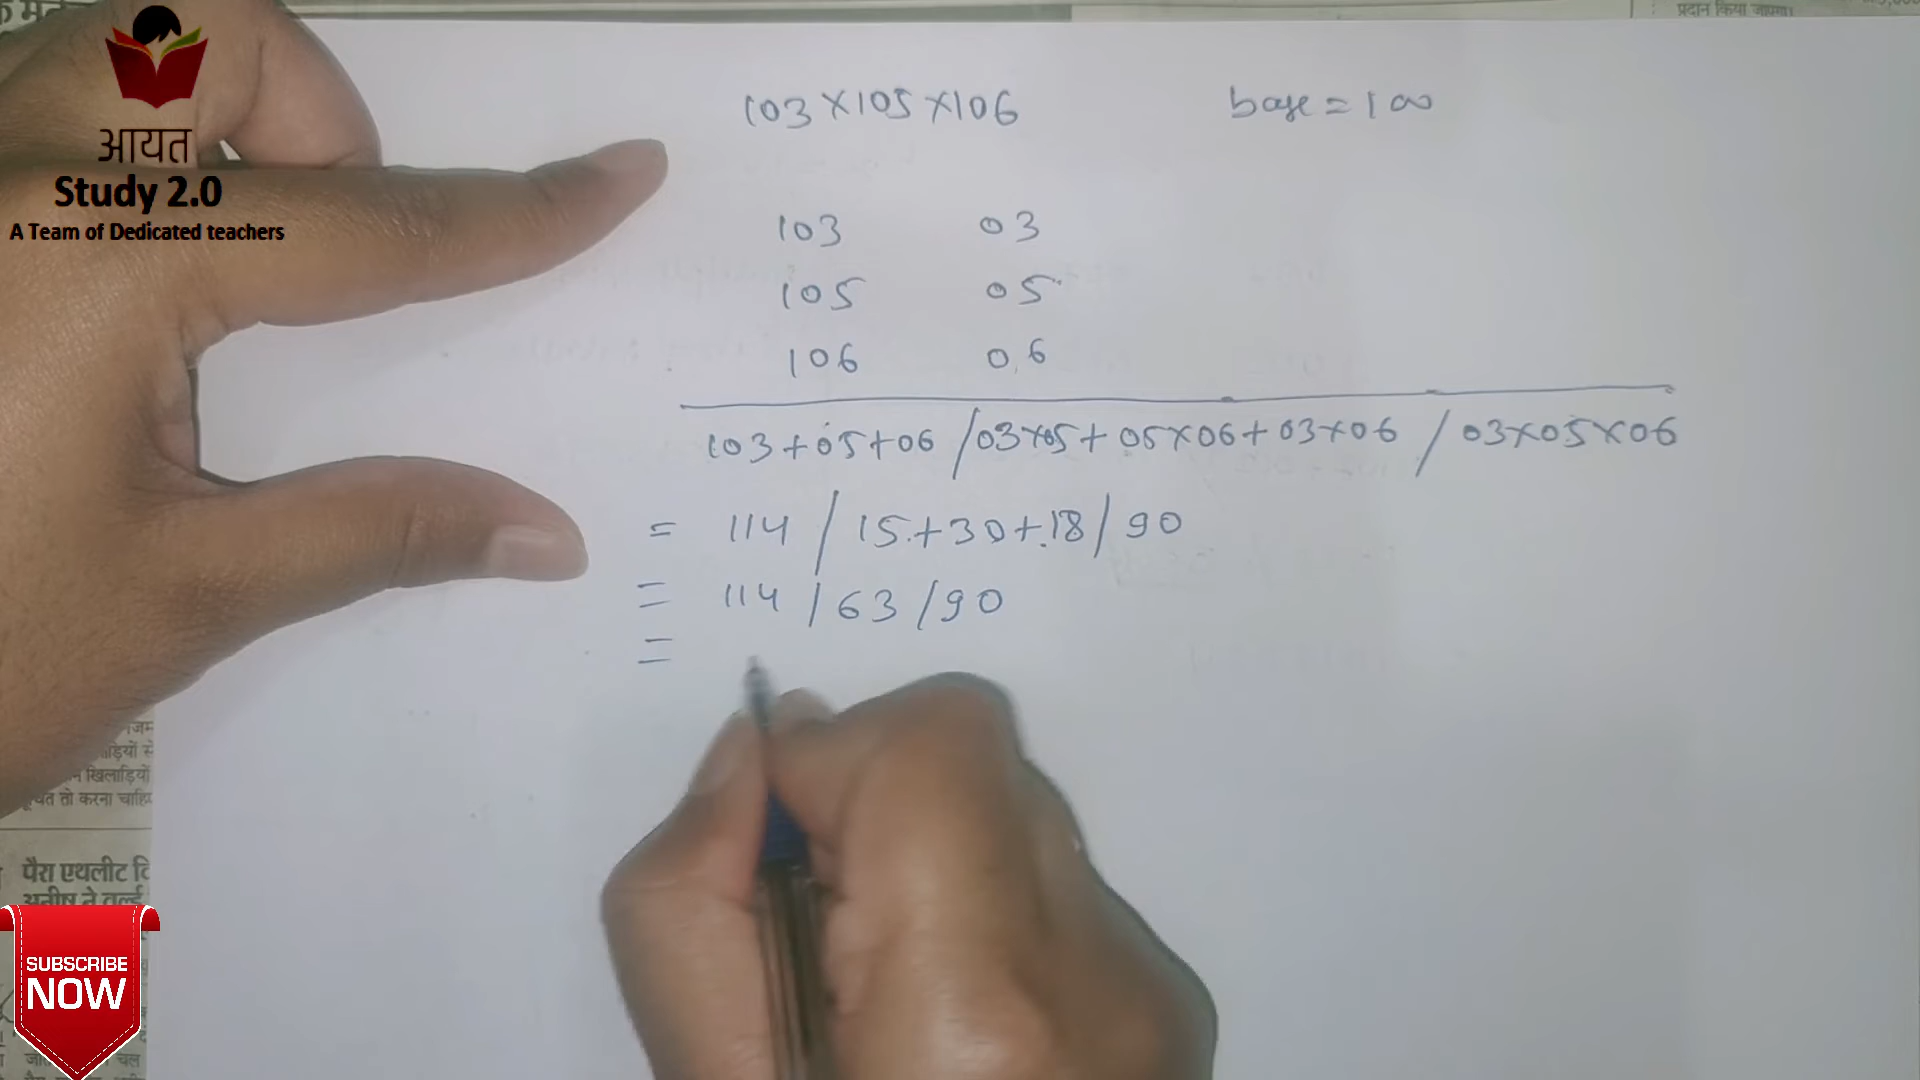 प्रदान किया जाएगा।
आयत
Study 2.0
A Team of Dedicated teachers
103×105×106 base = 100
103 03
105 05
106 06
103+05+06 / 03×05+05×06+03×06 / 03×05×06
= 114 / 15+30+18 / 90
= 114 / 63 / 90
=
खिलाड़ियों
पैरा एथलीट
SUBSCRIBE
NOW